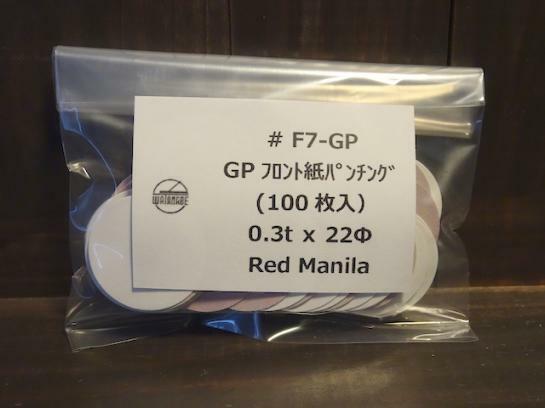 # F7-GP
GP ﾌﾛﾝﾄ紙ﾊﾟﾝﾁﾝｸﾞ
(100 枚入)
0.3t x 22Φ
Red Manila
WATANABE